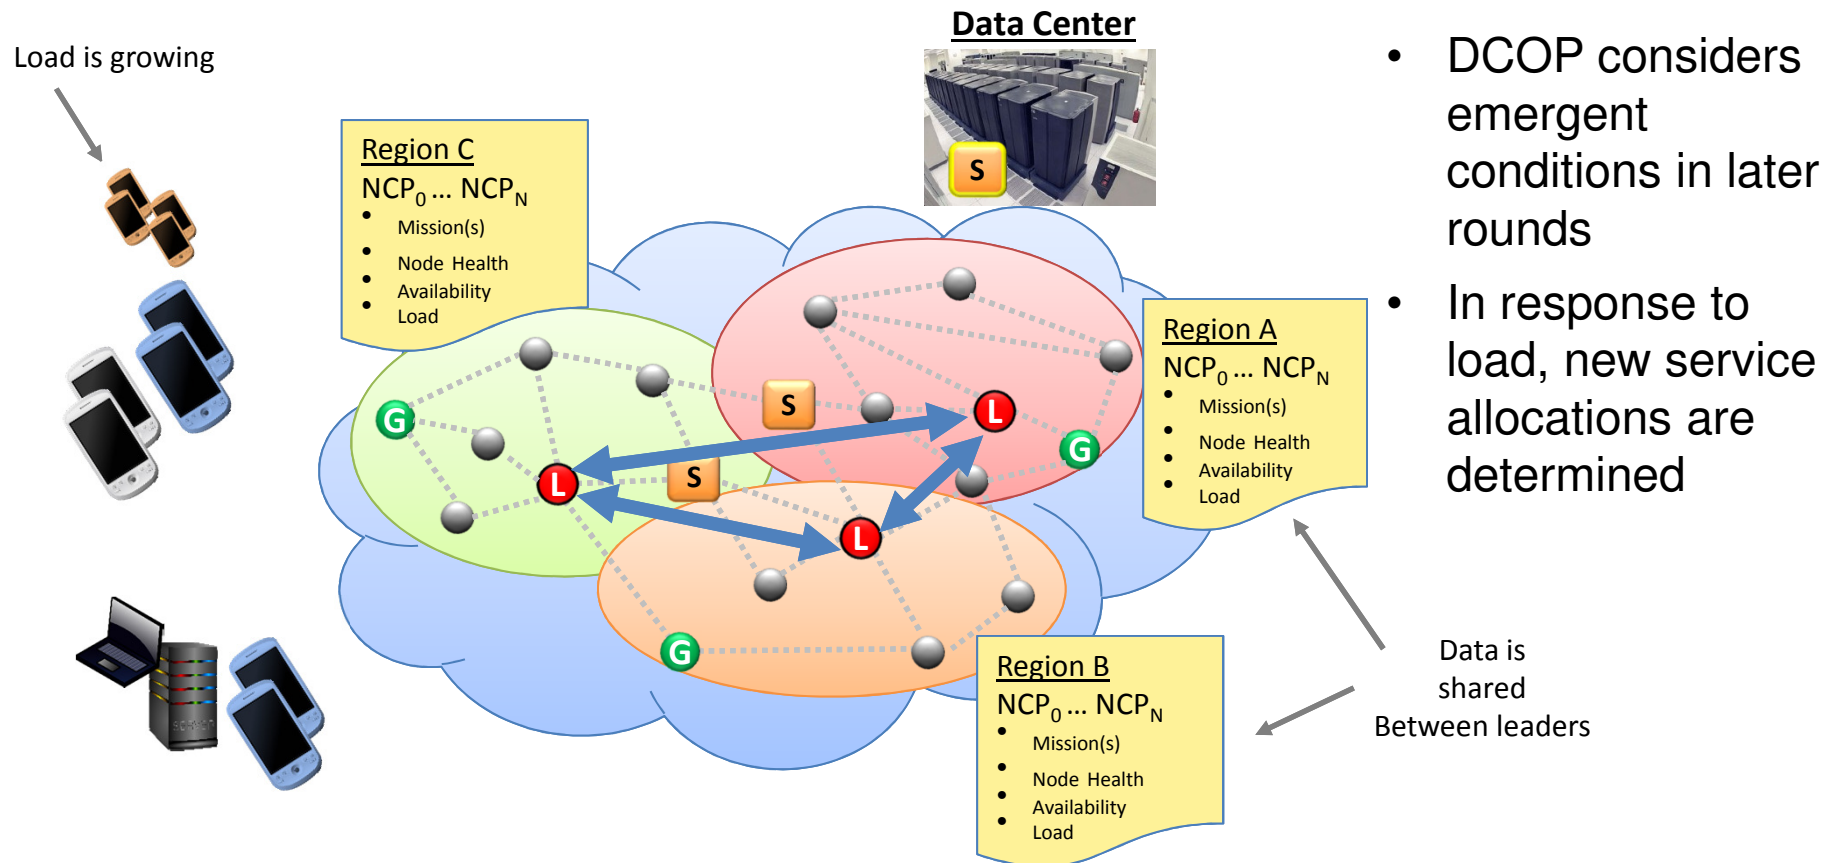 Data Center
Load is growing
S
Region C
NCP0 ... NCPN
• Mission(s)
• Node Health
• Availability
• Load
Region A
NCP0 ... NCPN
• Mission(s)
• Node Health
• Availability
• Load
S
L
G
G
S
L
L
G
Region B
NCP0 ... NCPN
• Mission(s)
• Node Health
• Availability
• Load
Data is
shared
Between leaders
• DCOP considers
emergent
conditions in later
rounds
• In response to
load, new service
allocations are
determined